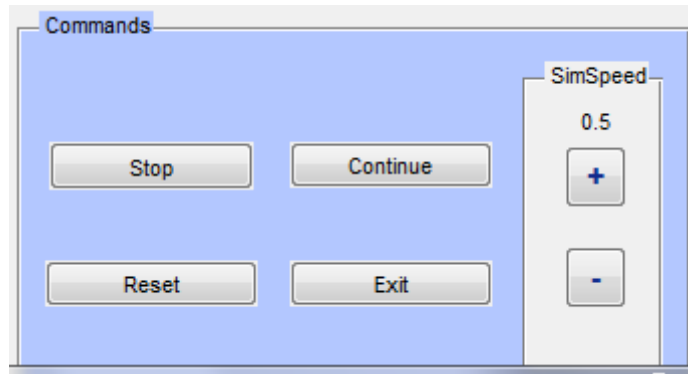 Commands
SimSpeed
0.5
Stop
Continue
+
Reset
Exit
-